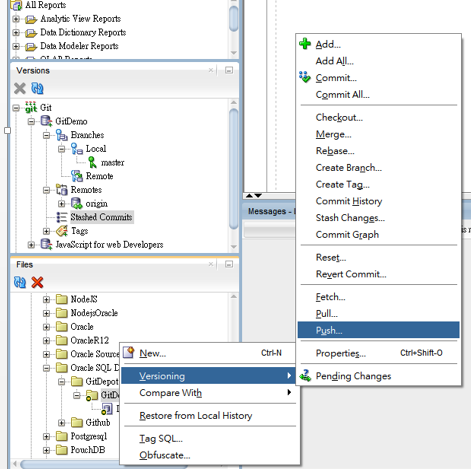 All Reports
Analytic View Reports
Data Dictionary Reports
Data Modeler Reports
OLAP Reports
Versions
git Git
GitDemo
Branches
Local
master
Remote
Remotes
origin
Stashed Commits
Tags
JavaScript for web Developers
Files
NodeJS
NodejsOracle
Oracle
OracleR12
Oracle Source
Oracle SQL D
GitDepot
GitDe
Github
Postgresql
PouchDB
Messages -
New... Ctrl-N
Versioning
Compare With
Restore from Local History
Tag SQL...
Obfuscate...
Add...
Add All...
Commit...
Commit All...
Checkout...
Merge...
Rebase...
Create Branch...
Create Tag...
Commit History
Stash Changes...
Commit Graph
Reset...
Revert Commit...
Fetch...
Pull...
Push...
Properties... Ctrl+Shift-O
Pending Changes